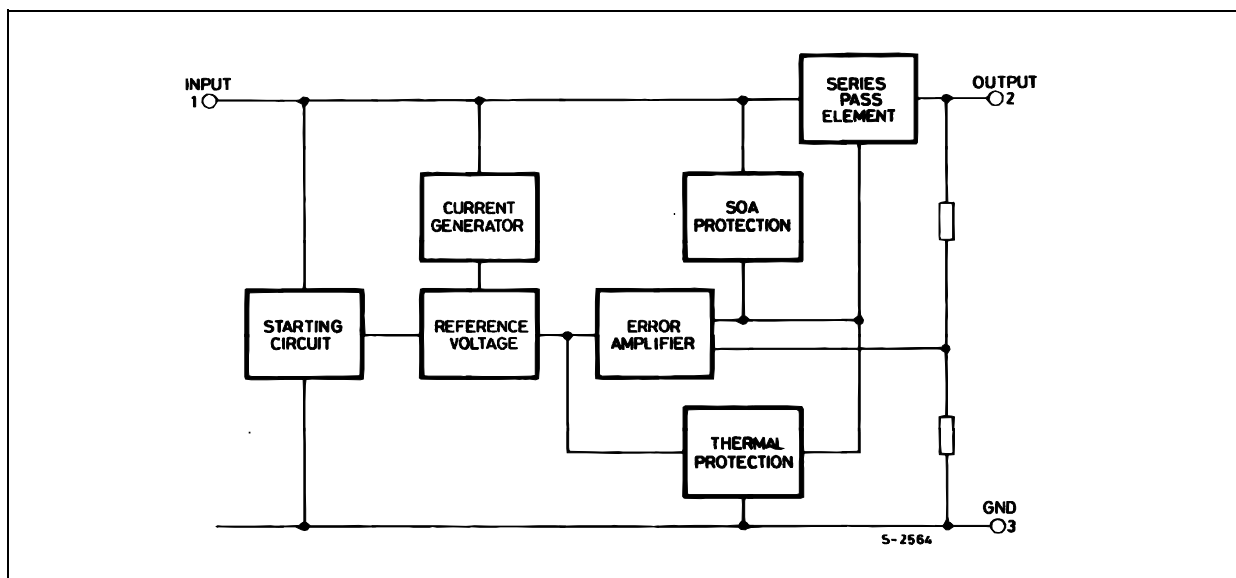 INPUT
1
SERIES
PASS
ELEMENT
OUTPUT
2
CURRENT
GENERATOR
SOA
PROTECTION
STARTING
CIRCUIT
REFERENCE
VOLTAGE
ERROR
AMPLIFIER
THERMAL
PROTECTION
GND
3
S-2564